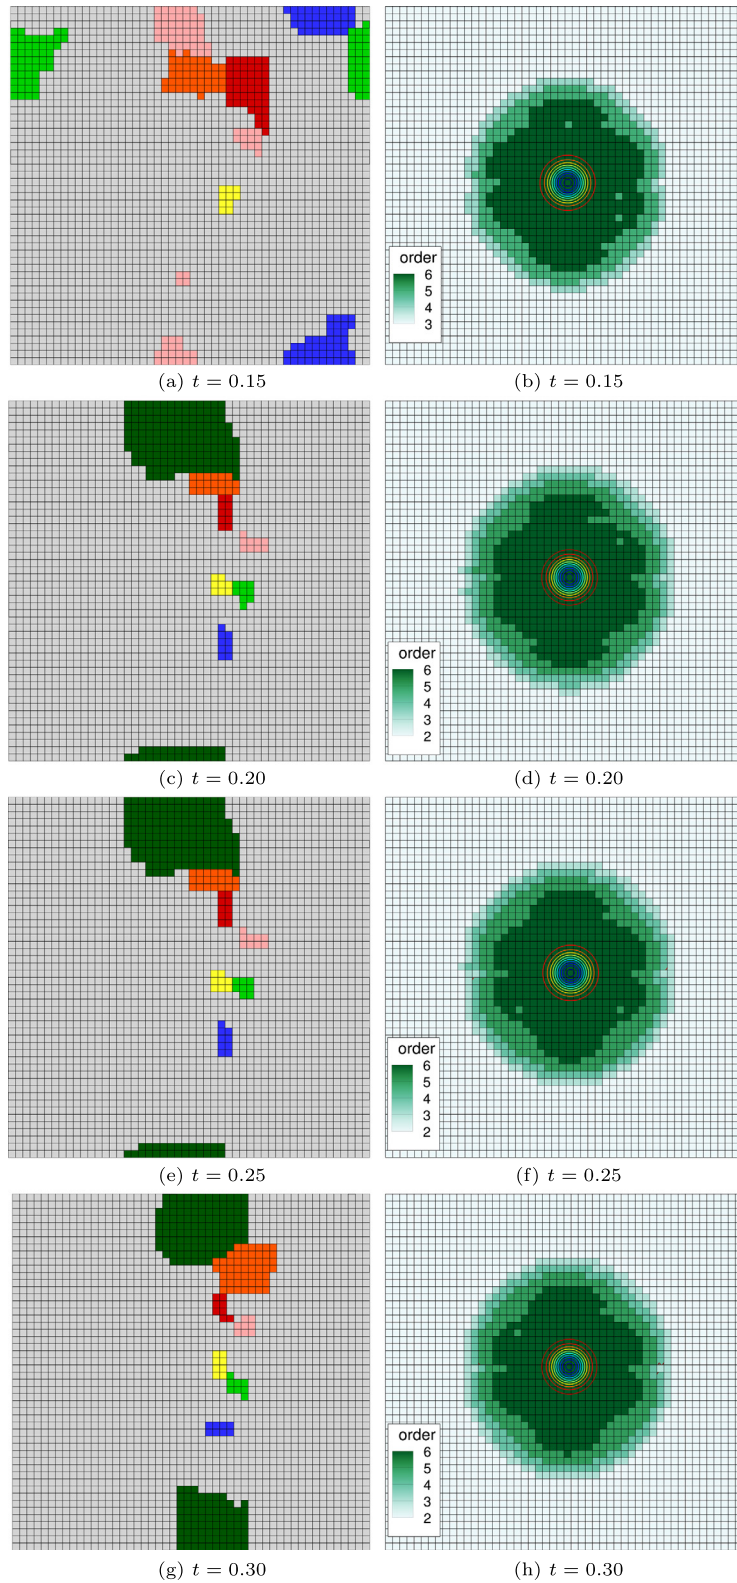 order
6
5
4
3
(a) t = 0.15
(b) t = 0.15
order
6
5
4
3
2
(c) t = 0.20
(d) t = 0.20
order
6
5
4
3
2
(e) t = 0.25
(f) t = 0.25
order
6
5
4
3
2
(g) t = 0.30
(h) t = 0.30